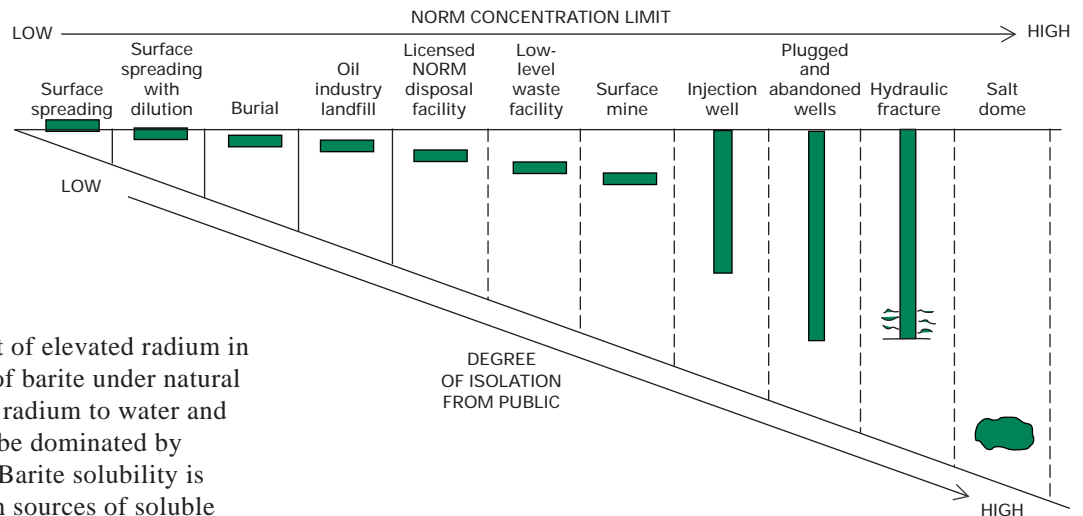 NORM CONCENTRATION LIMIT
LOW
HIGH
Surface
spreading
Surface
spreading
with
dilution
Burial
Oil
industry
landfill
Licensed
NORM
disposal
facility
Low-
level
waste
facility
Surface
mine
Injection
well
Plugged
and
abandoned
wells
Hydraulic
fracture
Salt
dome
LOW
DEGREE
OF ISOLATION
FROM PUBLIC
HIGH
t of elevated radium in
of barite under natural
radium to water and
be dominated by
Barite solubility is
n sources of soluble